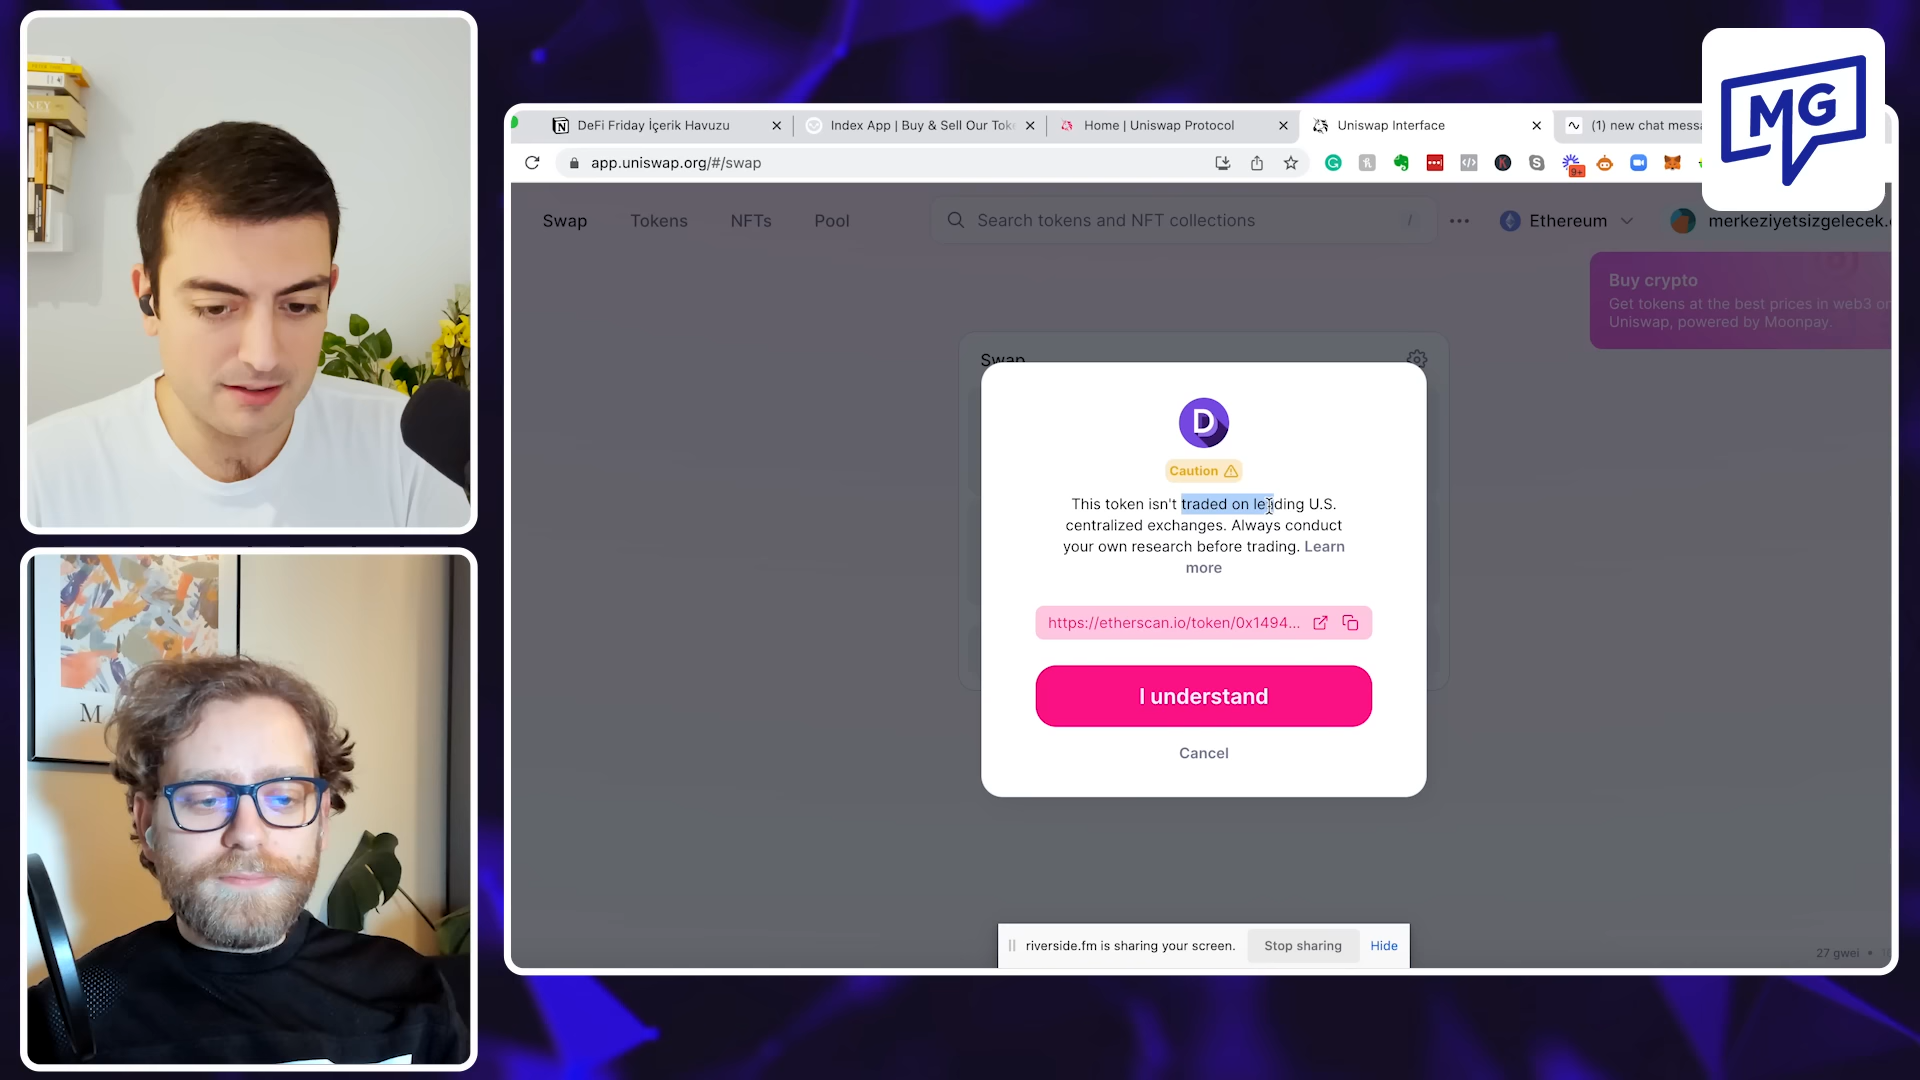 MG
DeFi Friday İçerik Havuzu
Index App | Buy & Sell Our Tok
Home | Uniswap Protocol
Uniswap Interface
(1) new chat messa
app.uniswap.org/#/swap
9+
Swap
Tokens
NFTs
Pool
Search tokens and NFT collections
/
Ethereum
merkeziyetsizgelecek.
Buy crypto
Get tokens at the best prices in web3 on
Uniswap, powered by Moonpay.
Swap
D
Caution
This token isn't traded on leading U.S.
centralized exchanges. Always conduct
your own research before trading. Learn
more
https://etherscan.io/token/0x1494...
I understand
Cancel
riverside.fm is sharing your screen.
Stop sharing
Hide
27 gwei
NEY
M